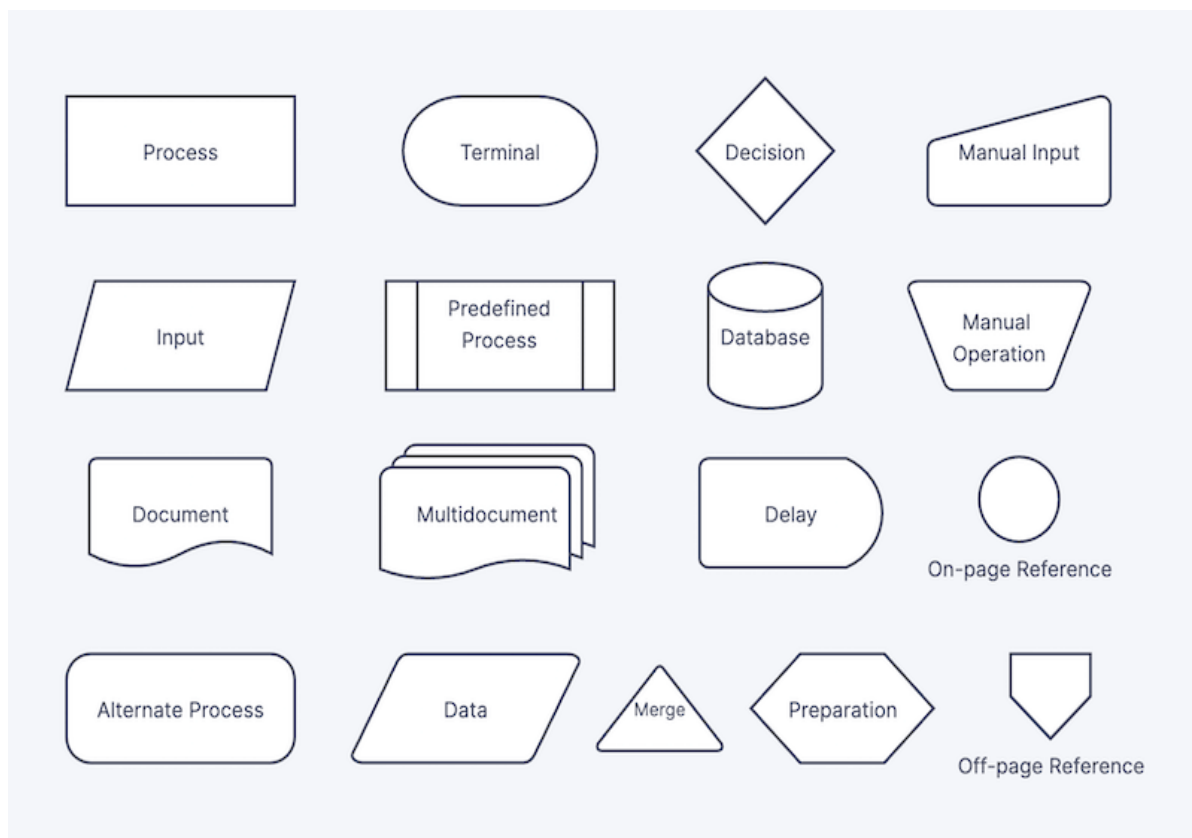 Process
Terminal
Decision
Manual Input
Input
Predefined
Process
Database
Manual
Operation
Document
Multidocument
Delay
On-page Reference
Alternate Process
Data
Merge
Preparation
Off-page Reference